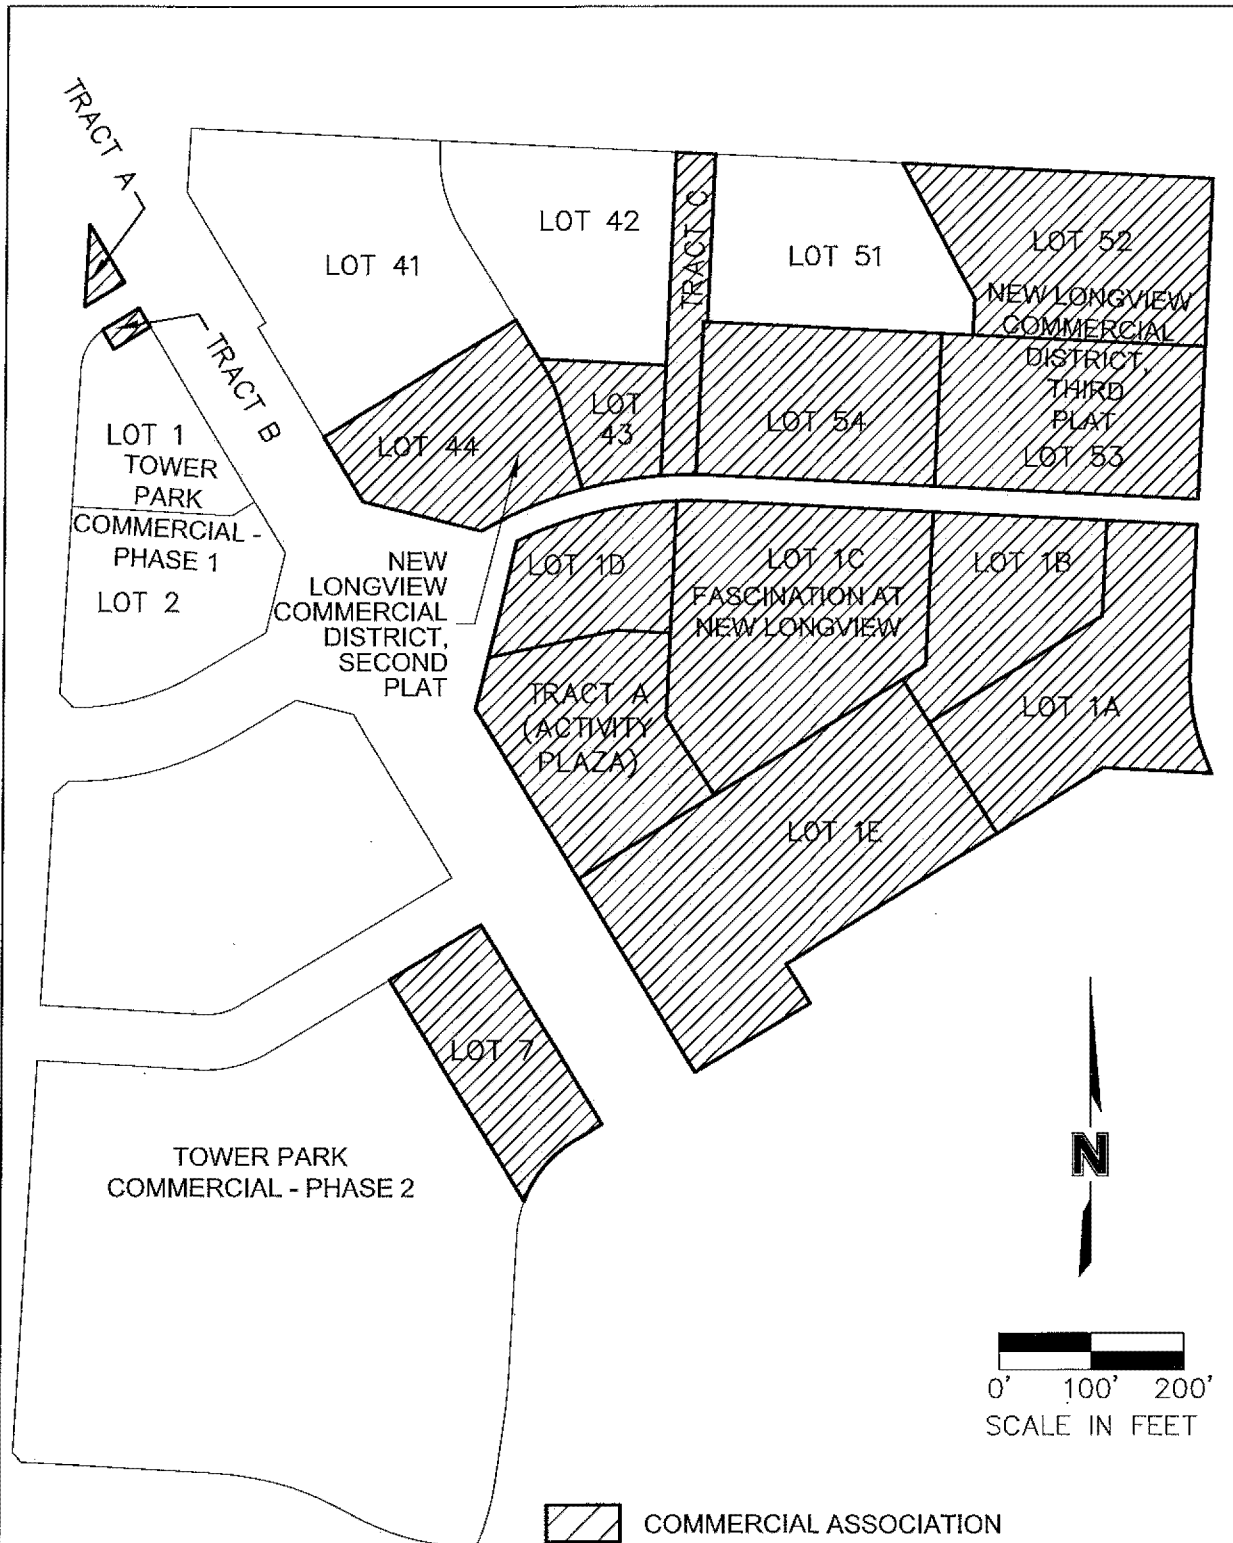 TRACT A
LOT 41
LOT 42
TRACT C
LOT 51
LOT 52
NEW LONGVIEW
COMMERCIAL
DISTRICT,
THIRD
PLAT
LOT 53
TRACT B
LOT 1
TOWER
PARK
COMMERCIAL -
PHASE 1
LOT 2
LOT 44
LOT
43
LOT 54
NEW
LONGVIEW
COMMERCIAL
DISTRICT,
SECOND
PLAT
LOT 1D
LOT 1C
FASCINATION AT
NEW LONGVIEW
LOT 1B
LOT 1A
TRACT A
(ACTIVITY
PLAZA)
LOT 1E
LOT 7
TOWER PARK
COMMERCIAL - PHASE 2
N
0' 100' 200'
SCALE IN FEET
COMMERCIAL ASSOCIATION